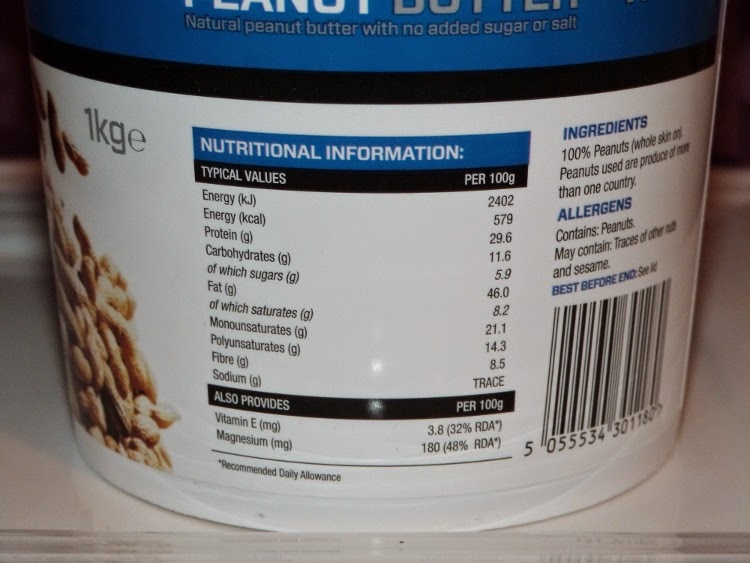 PEANUT BUTTER
Natural peanut butter with no added sugar or salt
1kg e
NUTRITIONAL INFORMATION:
TYPICAL VALUES PER 100g
Energy (kJ) 2402
Energy (kcal) 579
Protein (g) 29.6
Carbohydrates (g) 11.6
of which sugars (g) 5.9
Fat (g) 46.0
of which saturates (g) 8.2
Monounsaturates (g) 21.1
Polyunsaturates (g) 14.3
Fibre (g) 8.5
Sodium (g) TRACE
ALSO PROVIDES PER 100g
Vitamin E (mg) 3.8 (32% RDA*)
Magnesium (mg) 180 (48% RDA*)
*Recommended Daily Allowance
INGREDIENTS
100% Peanuts (whole skin on).
Peanuts used are produce of more
than one country.
ALLERGENS
Contains: Peanuts.
May contain: Traces of other nuts
and sesame.
BEST BEFORE END: See lid
5 055534 301180